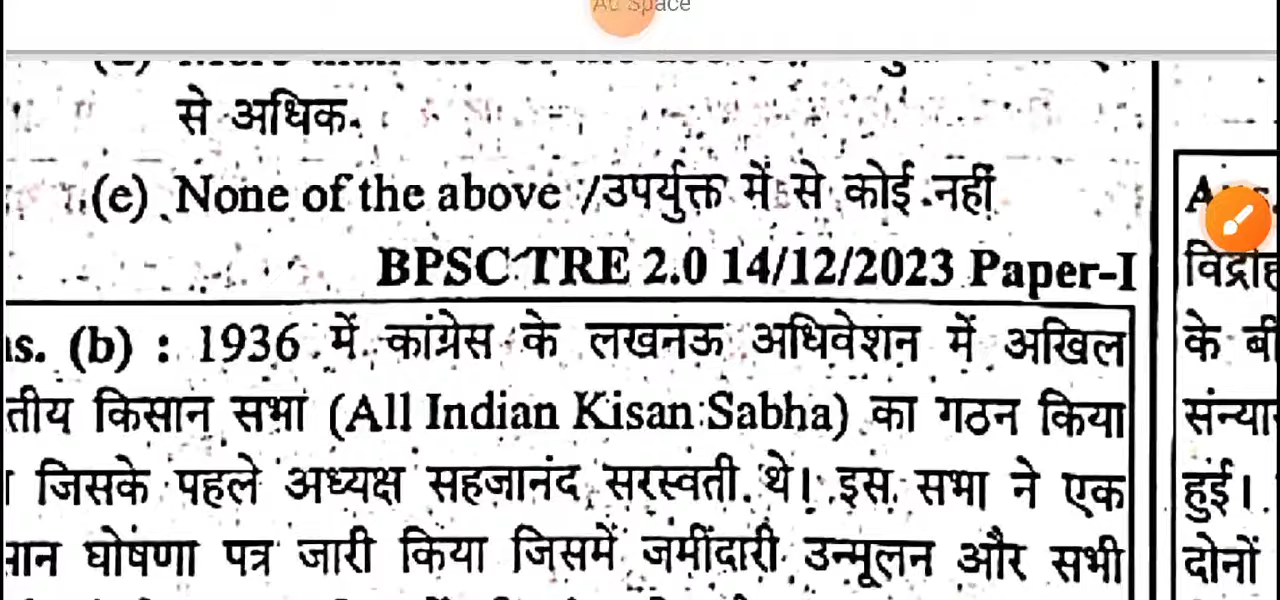 Ad Space
से अधिक.
(e) None of the above /उपर्युक्त में से कोई नहीं
BPSC TRE 2.0 14/12/2023 Paper-I
(b) : 1936 में कांग्रेस के लखनऊ अधिवेशन में अखिल
तीय किसान सभा (All Indian Kisan Sabha) का गठन किया
जिसके पहले अध्यक्ष सहजानंद सरस्वती थे। इस सभा ने एक
घोषणा पत्र जारी किया जिसमें जमींदारी उन्मूलन और सभी
के बी
हुई।
दोनों